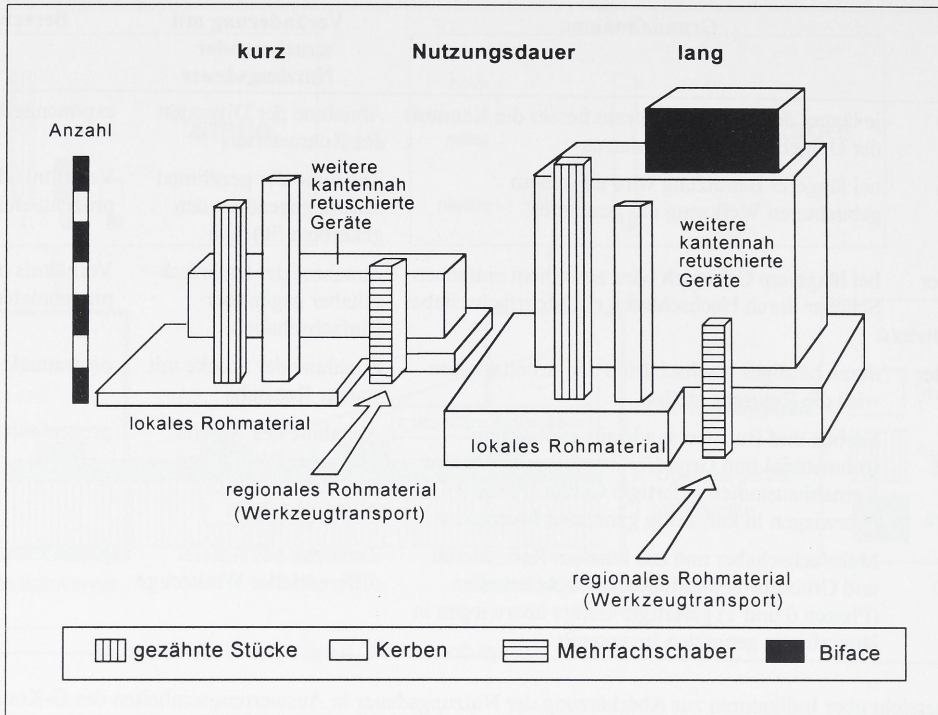 kurz Nutzungsdauer lang
Anzahl
weitere
kantennah
retuschierte
Geräte
weitere
kantennah
retuschierte
Geräte
lokales Rohmaterial
lokales Rohmaterial
regionales Rohmaterial
(Werkzeugtransport)
regionales Rohmaterial
(Werkzeugtransport)
gezähnte Stücke Kerben Mehrfachschaber Biface